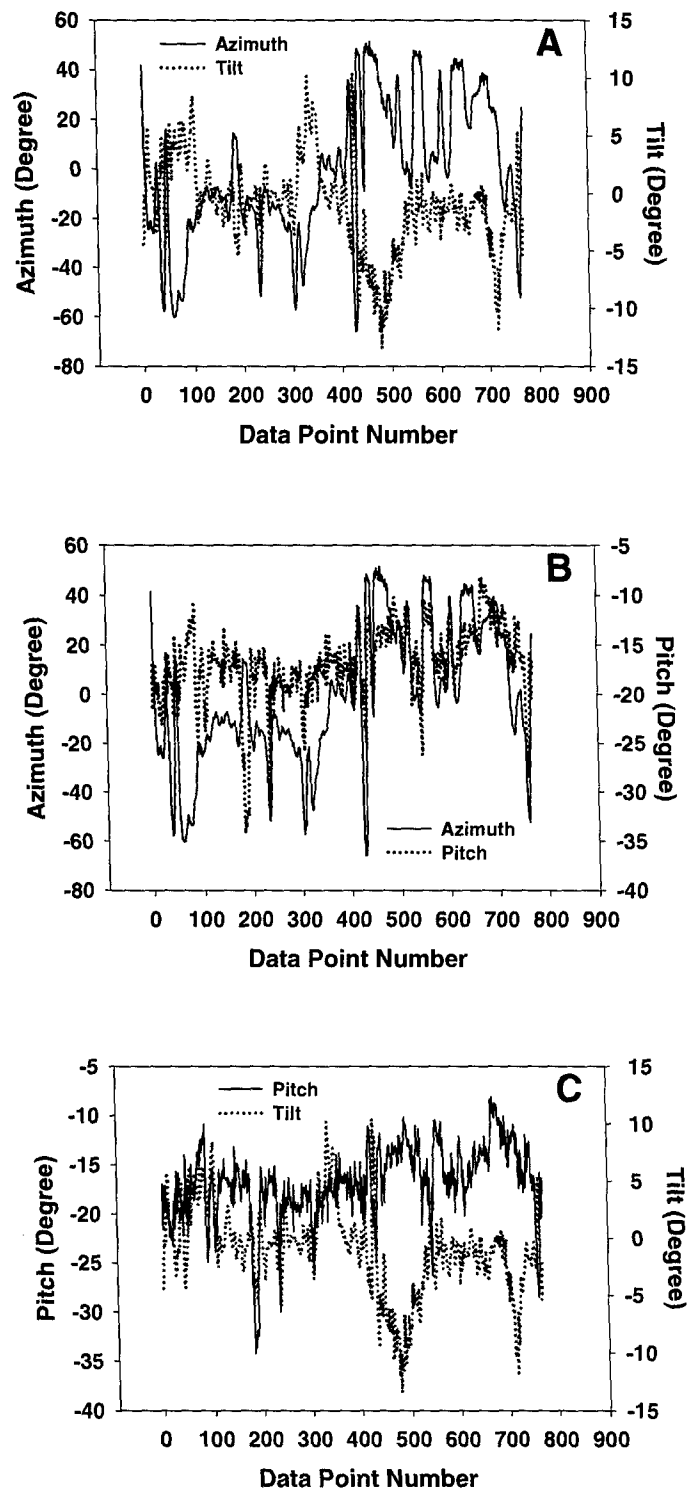 A
Azimuth
Tilt
60
40
20
0
-20
-40
-60
-80
Azimuth (Degree)
15
10
5
0
-5
-10
-15
Tilt (Degree)
0 100 200 300 400 500 600 700 800 900
Data Point Number
B
60
40
20
0
-20
-40
-60
-80
Azimuth (Degree)
-5
-10
-15
-20
-25
-30
-35
-40
Pitch (Degree)
Azimuth
Pitch
0 100 200 300 400 500 600 700 800 900
Data Point Number
C
Pitch
Tilt
-5
-10
-15
-20
-25
-30
-35
-40
Pitch (Degree)
15
10
5
0
-5
-10
-15
Tilt (Degree)
0 100 200 300 400 500 600 700 800 900
Data Point Number